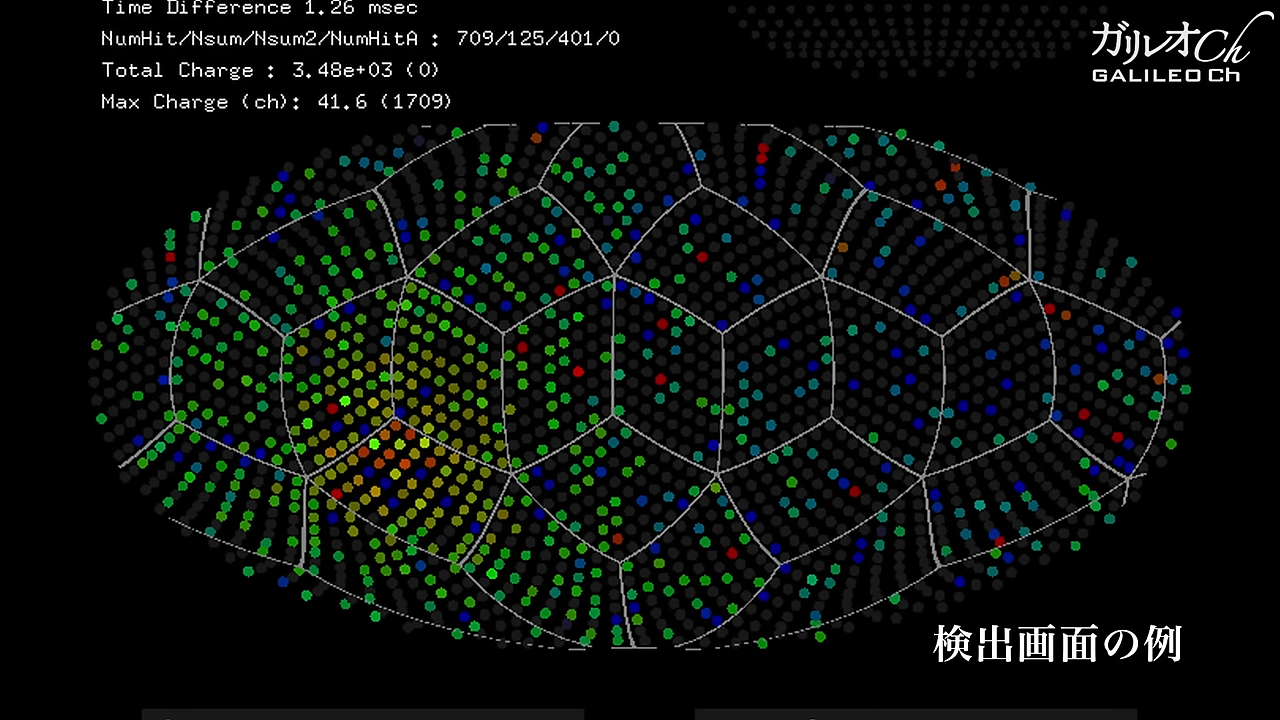 Time Difference 1.26 msec
NumHit/Nsum/Nsum2/NumHitA : 709/125/401/0
Total Charge : 3.48e+03 (0)
Max Charge (ch): 41.6 (1709)
ガリレオCh
GALILEO Ch
検出画面の例